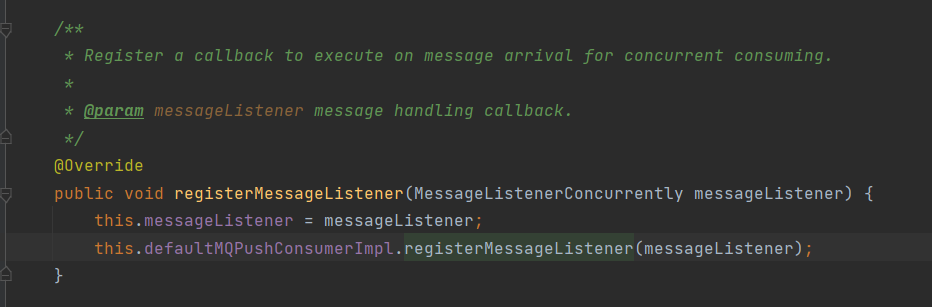 /**
 * Register a callback to execute on message arrival for concurrent consuming.
 *
 * @param messageListener message handling callback.
 */
@Override
public void registerMessageListener(MessageListenerConcurrently messageListener) {
    this.messageListener = messageListener;
    this.defaultMQPushConsumerImpl.registerMessageListener(messageListener);
}